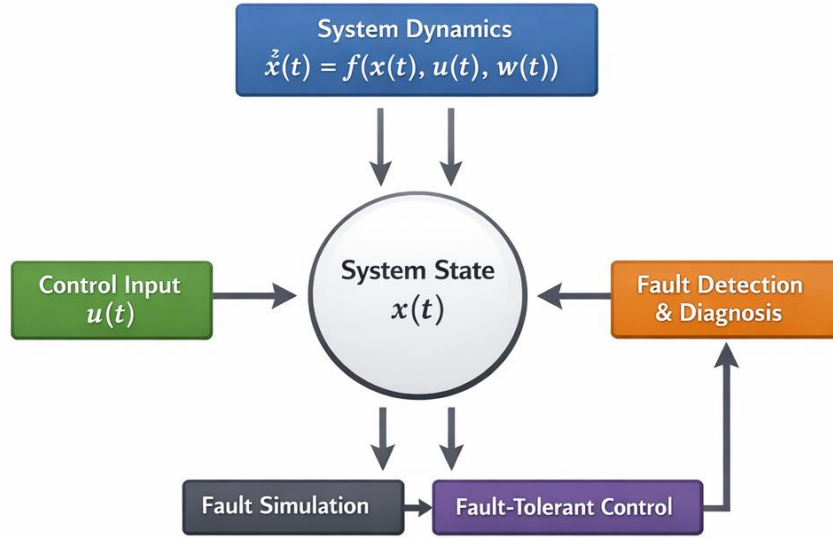 System Dynamics
ẋ(t) = f(x(t), u(t), w(t))
Control Input
u(t)
System State
x(t)
Fault Detection
& Diagnosis
Fault Simulation
Fault-Tolerant Control